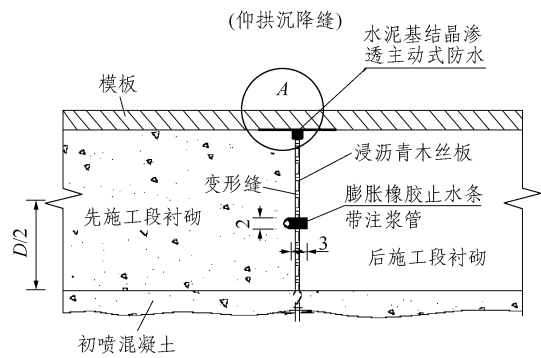 (仰拱沉降缝)
水泥基结晶渗
透主动式防水
模板
A
浸沥青木丝板
变形缝
膨胀橡胶止水条
带注浆管
先施工段衬砌
2
3
D/2
后施工段衬砌
初喷混凝土